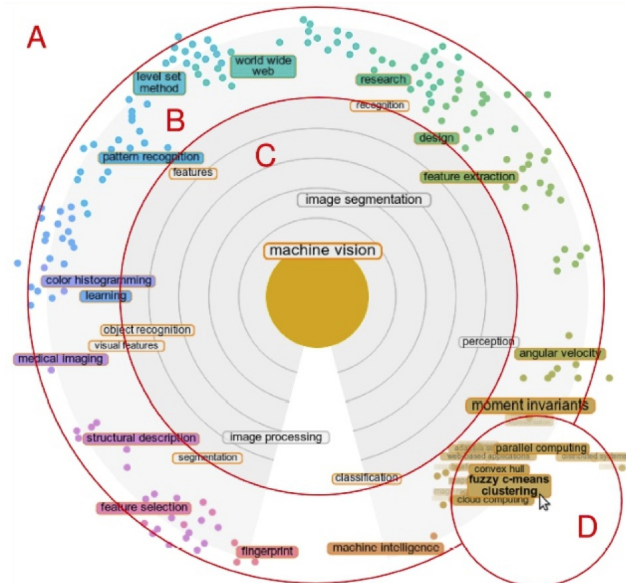 A
world wide
web
level set
method
research
recognition
B
design
pattern recognition
C
features
feature extraction
image segmentation
machine vision
color histogramming
learning
object recognition
visual features
perception
medical imaging
angular velocity
moment invariants
structural description
image processing
parallel computing
segmentation
convex hull
classification
fuzzy c-means
clustering
cloud computing
feature selection
D
fingerprint
machine intelligence